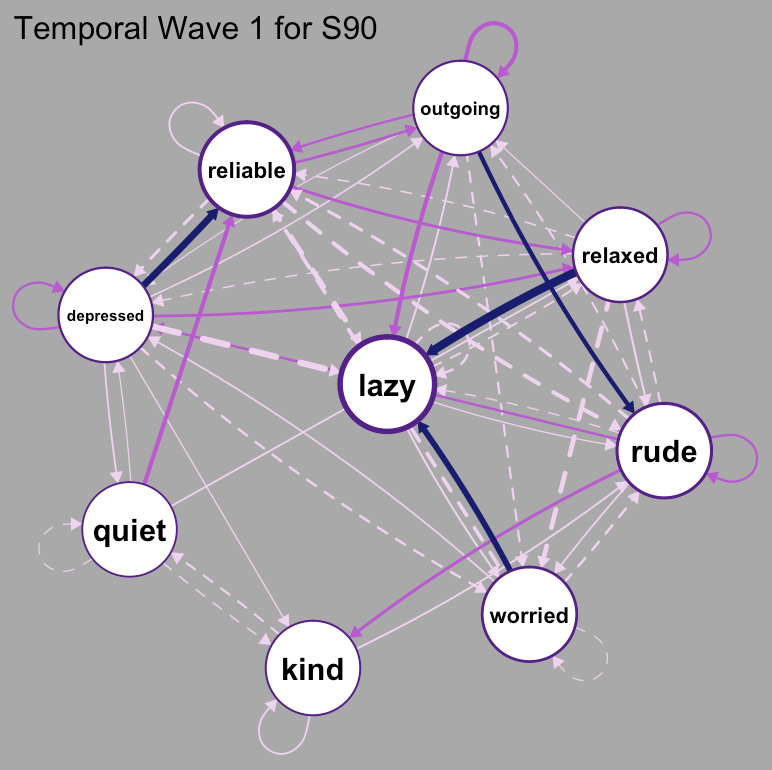 Temporal Wave 1 for S90
outgoing
reliable
relaxed
depressed
lazy
rude
quiet
worried
kind